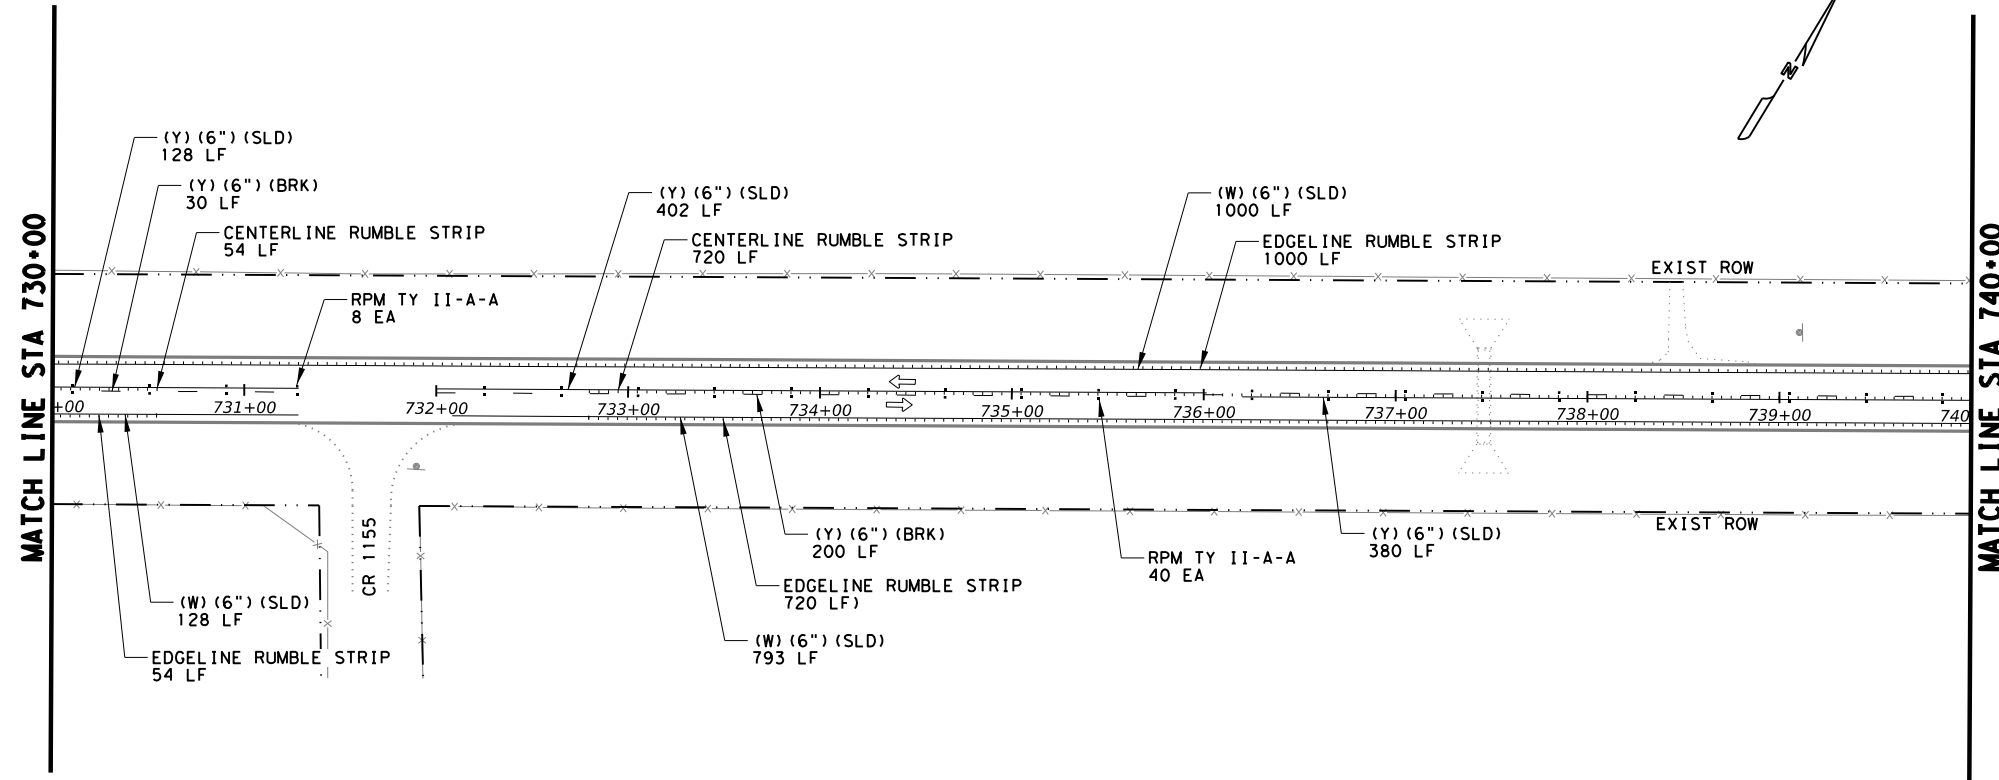 N
(Y) (6") (SLD)
128 LF
(Y) (6") (BRK)
30 LF
CENTERLINE RUMBLE STRIP
54 LF
RPM TY II-A-A
8 EA
(Y) (6") (SLD)
402 LF
CENTERLINE RUMBLE STRIP
720 LF
(W) (6") (SLD)
1000 LF
EDGELINE RUMBLE STRIP
1000 LF
EXIST ROW
MATCH LINE STA 730+00
MATCH LINE STA 740+00
+00
731+00
732+00
733+00
734+00
735+00
736+00
737+00
738+00
739+00
740
CR 1155
(W) (6") (SLD)
128 LF
EDGELINE RUMBLE STRIP
54 LF
(Y) (6") (BRK)
200 LF
EDGELINE RUMBLE STRIP
720 LF)
(W) (6") (SLD)
793 LF
RPM TY II-A-A
40 EA
(Y) (6") (SLD)
380 LF
EXIST ROW